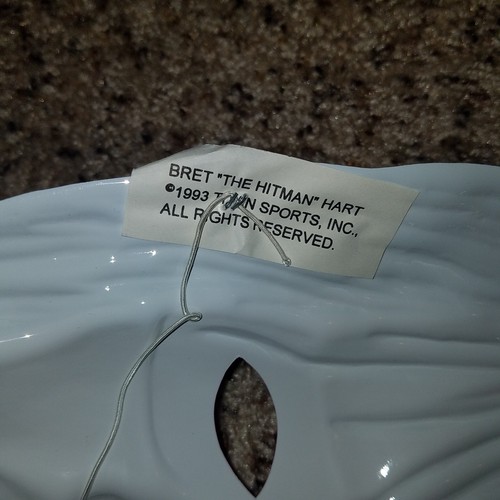 BRET "THE HITMAN" HART
©1993 SPORTS, INC.,
ALL RIGHTS RESERVED.